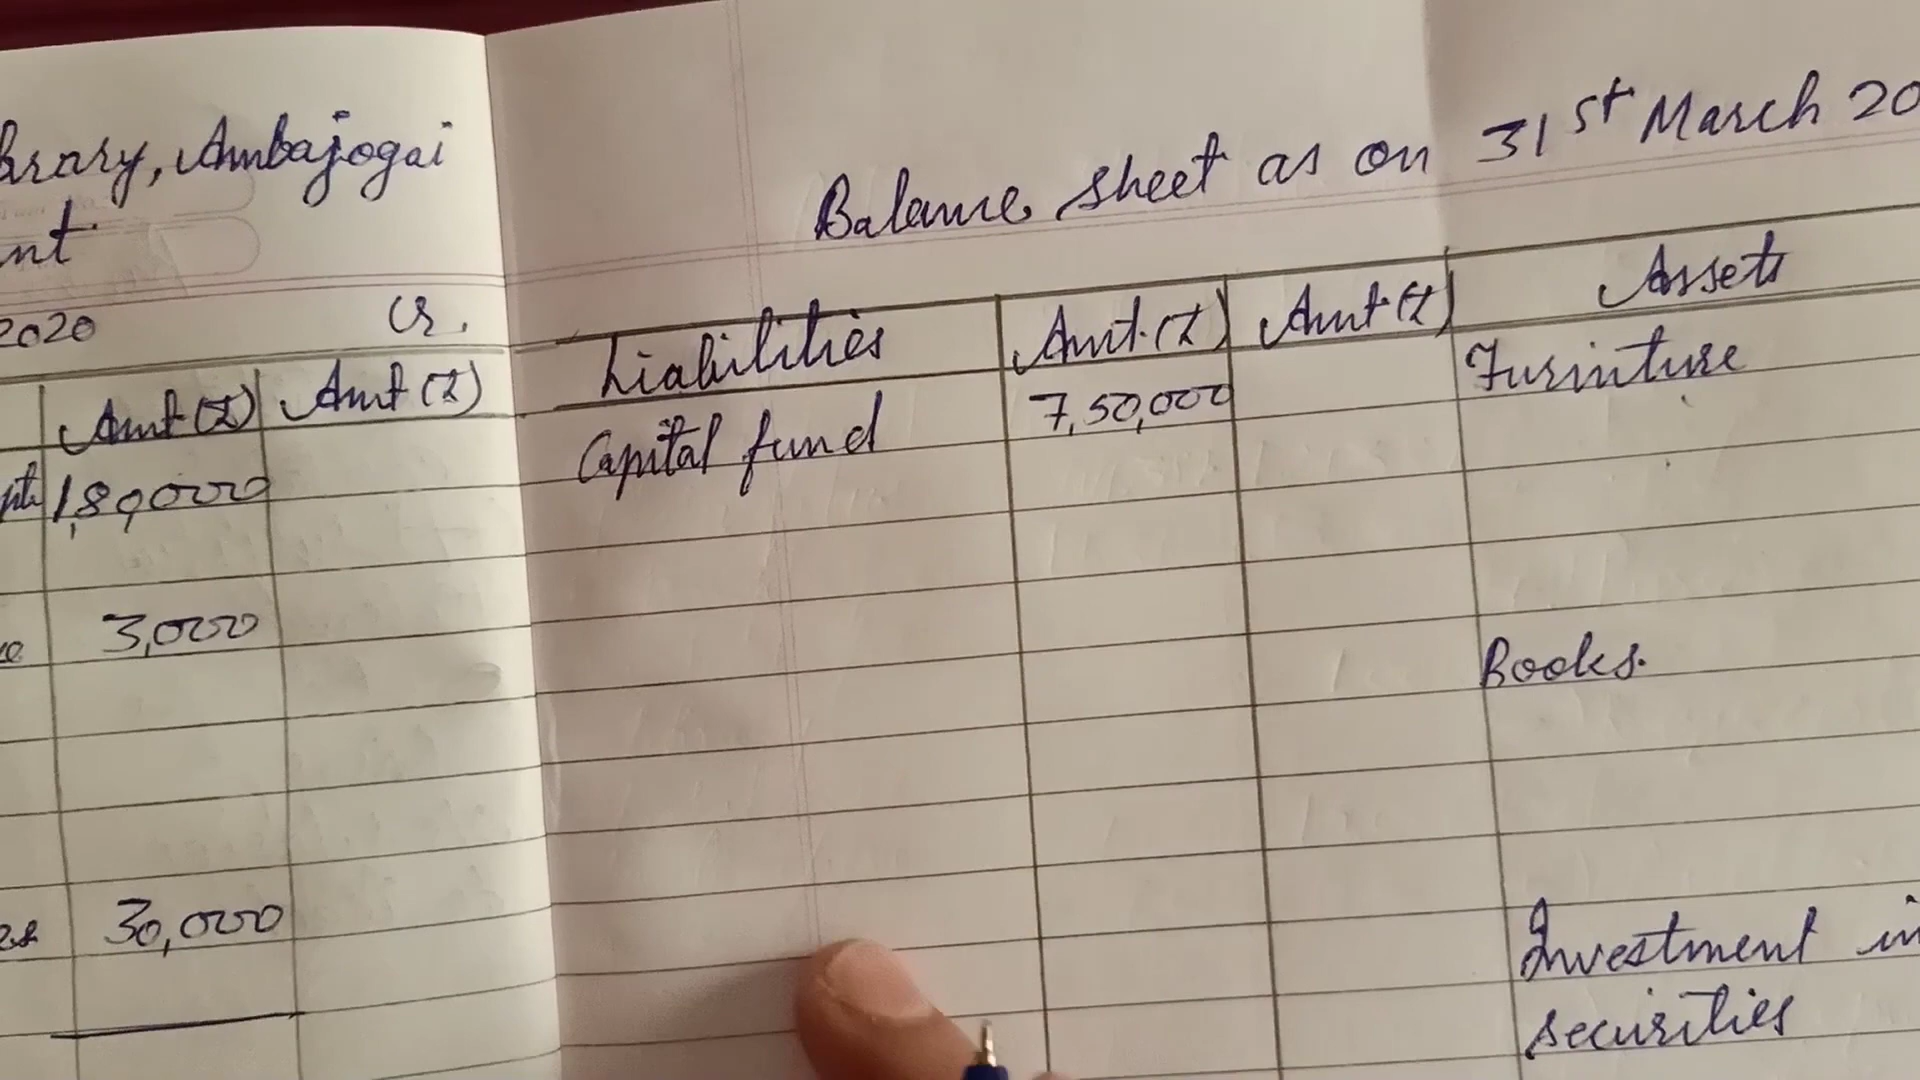 brary, Ambajogai
nt
2020 Cr.
Amt (₹) Amt (₹)
1,80,000
3,000
30,000
Balance sheet as on 31st March 20
Liabilities Amt. (₹) Amt (₹) Assets
Capital fund 7,50,000 Furniture
Books.
Investment in
securities